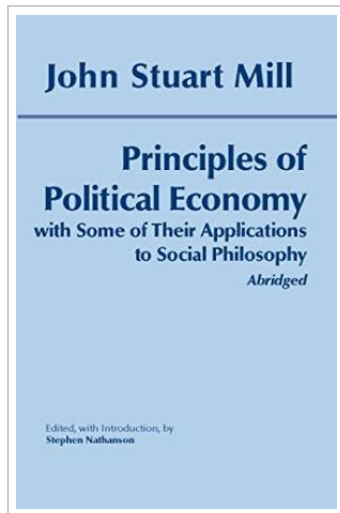 John Stuart Mill
Principles of
Political Economy
with Some of Their Applications
to Social Philosophy
Abridged
Edited, with Introduction, by
Stephen Nathanson